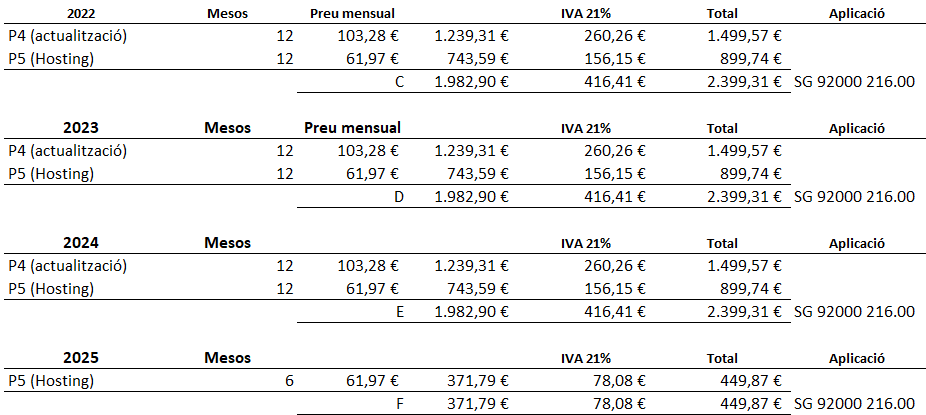 2022 Mesos Preu mensual IVA 21% Total Aplicació
P4 (actualització) 12 103,28 € 1.239,31 € 260,26 € 1.499,57 €
P5 (Hosting) 12 61,97 € 743,59 € 156,15 € 899,74 €
C 1.982,90 € 416,41 € 2.399,31 € SG 92000 216.00
2023 Mesos Preu mensual IVA 21% Total Aplicació
P4 (actualització) 12 103,28 € 1.239,31 € 260,26 € 1.499,57 €
P5 (Hosting) 12 61,97 € 743,59 € 156,15 € 899,74 €
D 1.982,90 € 416,41 € 2.399,31 € SG 92000 216.00
2024 Mesos IVA 21% Total Aplicació
P4 (actualització) 12 103,28 € 1.239,31 € 260,26 € 1.499,57 €
P5 (Hosting) 12 61,97 € 743,59 € 156,15 € 899,74 €
E 1.982,90 € 416,41 € 2.399,31 € SG 92000 216.00
2025 Mesos IVA 21% Total Aplicació
P5 (Hosting) 6 61,97 € 371,79 € 78,08 € 449,87 €
F 371,79 € 78,08 € 449,87 € SG 92000 216.00